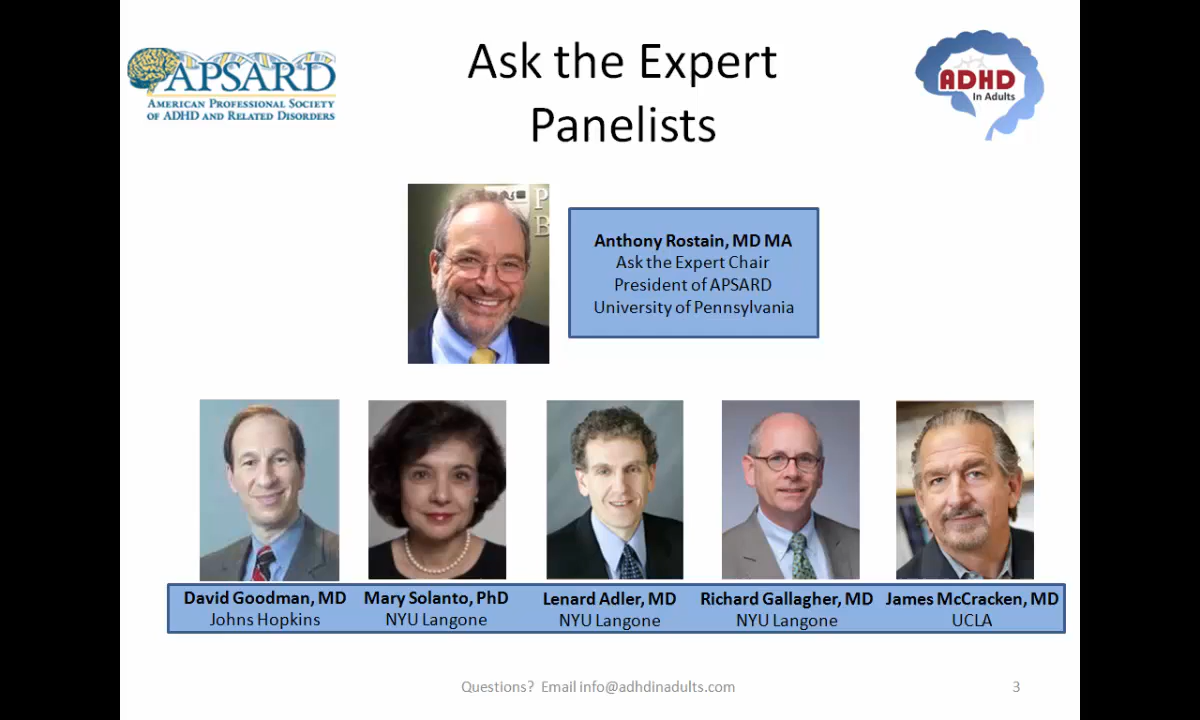 APSARD
AMERICAN PROFESSIONAL SOCIETY
OF ADHD AND RELATED DISORDERS
Ask the Expert
Panelists
ADHD
In Adults
P
B
Anthony Rostain, MD MA
Ask the Expert Chair
President of APSARD
University of Pennsylvania
David Goodman, MD
Johns Hopkins
Mary Solanto, PhD
NYU Langone
Lenard Adler, MD
NYU Langone
Richard Gallagher, MD
NYU Langone
James McCracken, MD
UCLA
Questions? Email info@adhdinadults.com
3